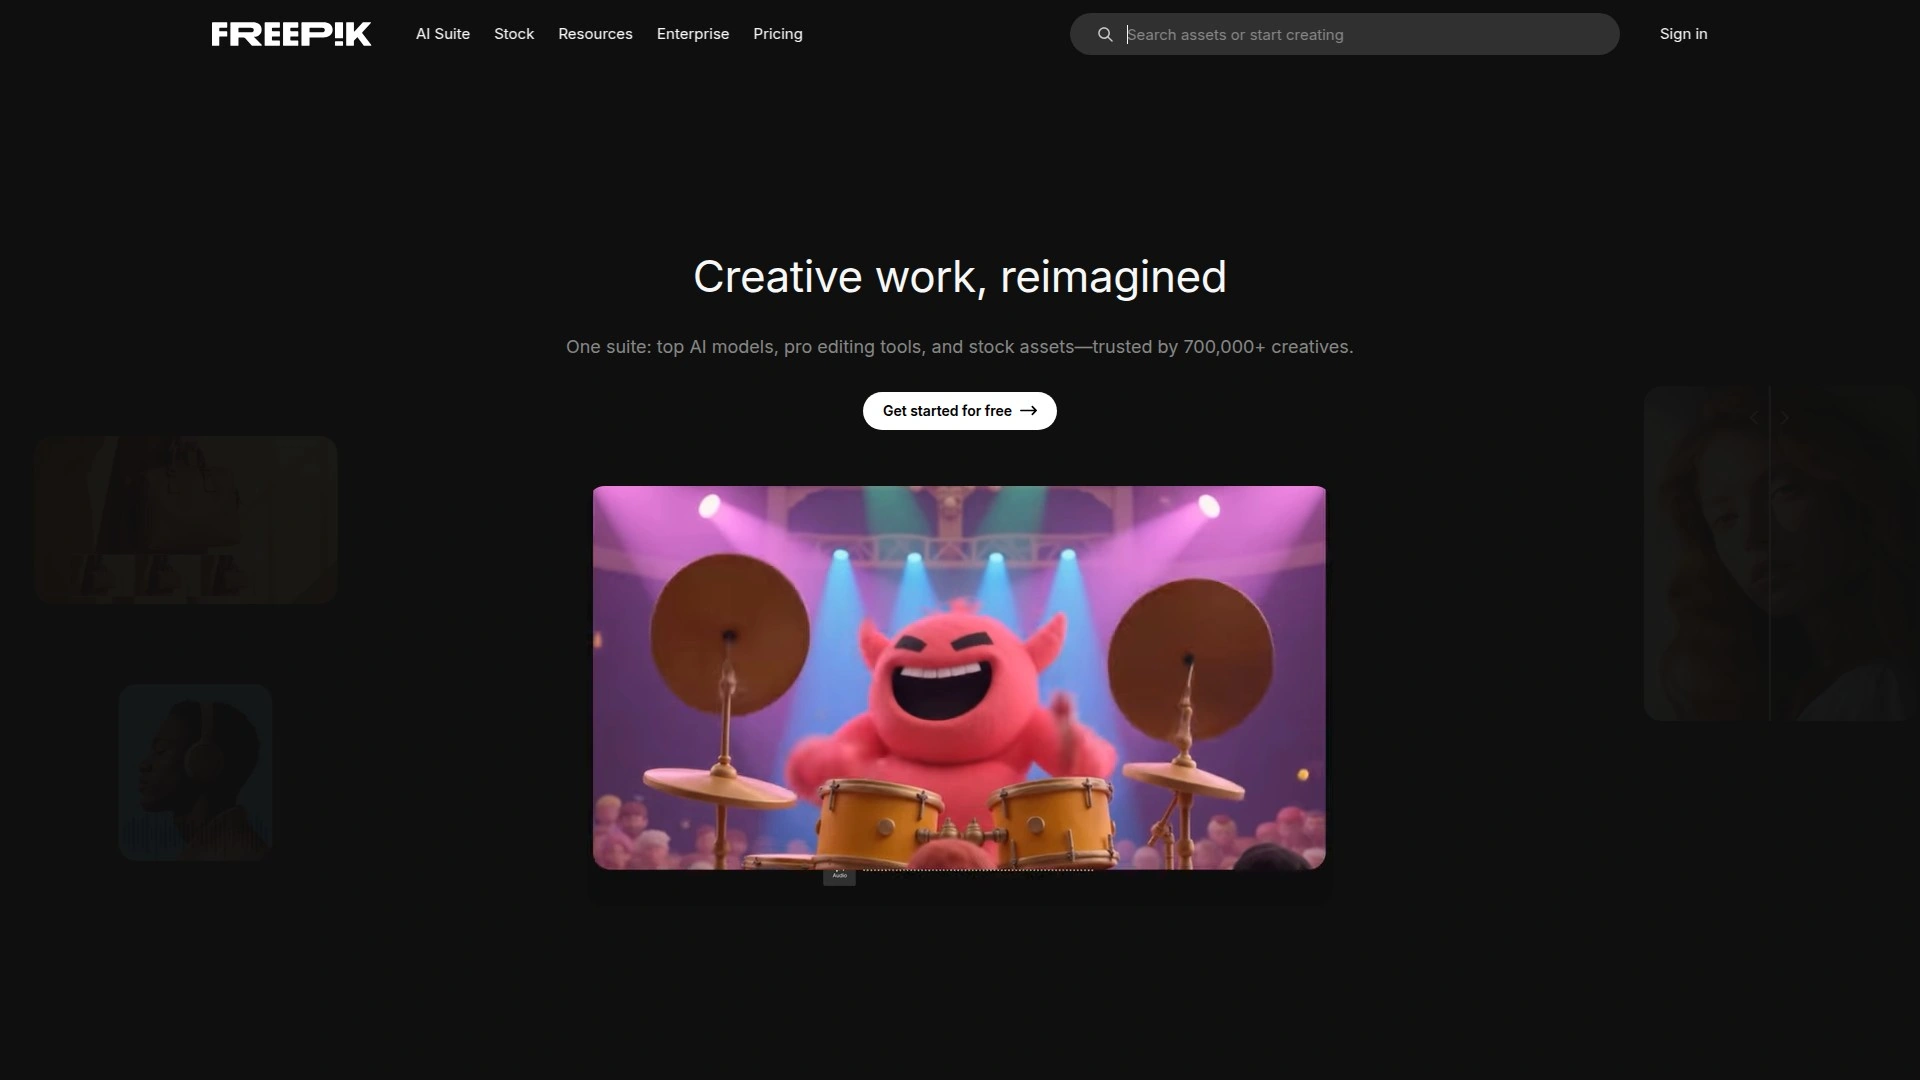 FREEP!K
AI Suite
Stock
Resources
Enterprise
Pricing
Search assets or start creating
Sign in
Creative work, reimagined
One suite: top AI models, pro editing tools, and stock assets—trusted by 700,000+ creatives.
Get started for free
Audio